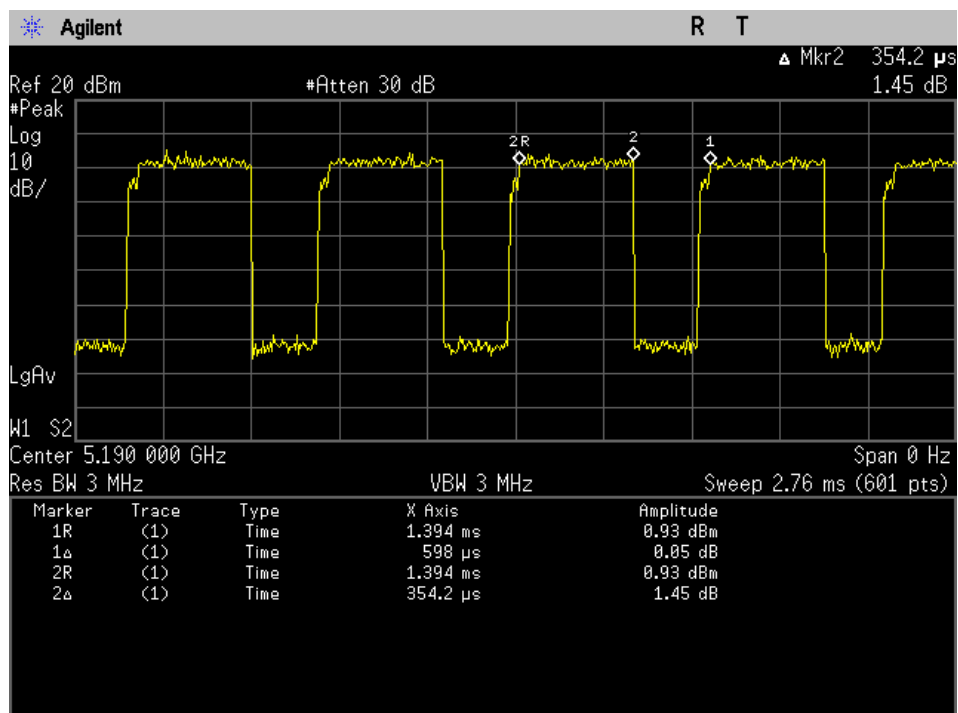 Agilent R T
Δ Mkr2 354.2 µs
Ref 20 dBm #Atten 30 dB 1.45 dB
#Peak
Log
10
dB/
2R 2 1
LgAv
W1 S2
Center 5.190 000 GHz Span 0 Hz
Res BW 3 MHz VBW 3 MHz Sweep 2.76 ms (601 pts)
Marker Trace Type X Axis Amplitude
1R (1) Time 1.394 ms 0.93 dBm
1Δ (1) Time 598 µs 0.05 dB
2R (1) Time 1.394 ms 0.93 dBm
2Δ (1) Time 354.2 µs 1.45 dB